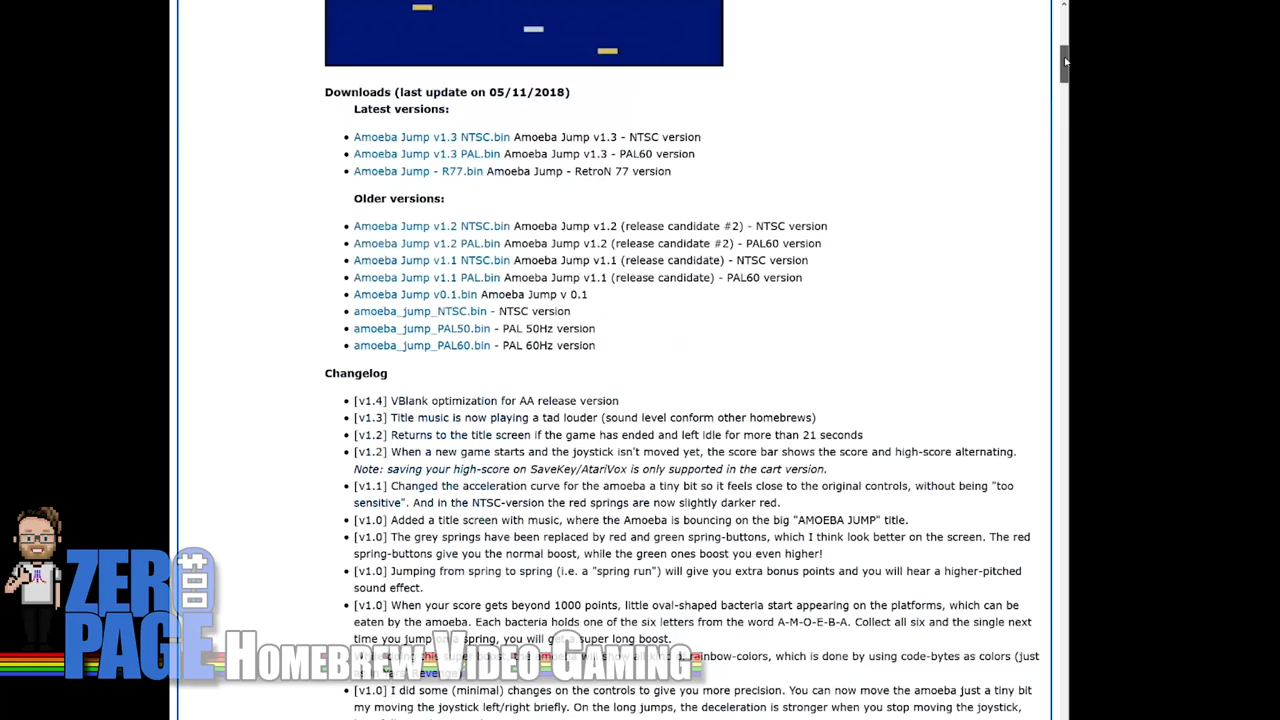 Downloads (last update on 05/11/2018)
Latest versions:
Amoeba Jump v1.3 NTSC.bin Amoeba Jump v1.3 - NTSC version
Amoeba Jump v1.3 PAL.bin Amoeba Jump v1.3 - PAL60 version
Amoeba Jump - R77.bin Amoeba Jump - RetroN 77 version
Older versions:
Amoeba Jump v1.2 NTSC.bin Amoeba Jump v1.2 (release candidate #2) - NTSC version
Amoeba Jump v1.2 PAL.bin Amoeba Jump v1.2 (release candidate #2) - PAL60 version
Amoeba Jump v1.1 NTSC.bin Amoeba Jump v1.1 (release candidate) - NTSC version
Amoeba Jump v1.1 PAL.bin Amoeba Jump v1.1 (release candidate) - PAL60 version
Amoeba Jump v0.1.bin Amoeba Jump v 0.1
amoeba_jump_NTSC.bin - NTSC version
amoeba_jump_PAL50.bin - PAL 50Hz version
amoeba_jump_PAL60.bin - PAL 60Hz version
Changelog
[v1.4] VBlank optimization for AA release version
[v1.3] Title music is now playing a tad louder (sound level conform other homebrews)
[v1.2] Returns to the title screen if the game has ended and left idle for more than 21 seconds
[v1.2] When a new game starts and the joystick isn't moved yet, the score bar shows the score and high-score alternating.
Note: saving your high-score on SaveKey/AtariVox is only supported in the cart version.
[v1.1] Changed the acceleration curve for the amoeba a tiny bit so it feels close to the original controls, without being "too
sensitive". And in the NTSC-version the red springs are now slightly darker red.
[v1.0] Added a title screen with music, where the Amoeba is bouncing on the big "AMOEBA JUMP" title.
[v1.0] The grey springs have been replaced by red and green spring-buttons, which I think look better on the screen. The red
spring-buttons give you the normal boost, while the green ones boost you even higher!
[v1.0] Jumping from spring to spring (i.e. a "spring run") will give you extra bonus points and you will hear a higher-pitched
sound effect.
[v1.0] When your score gets beyond 1000 points, little oval-shaped bacteria start appearing on the platforms, which can be
eaten by the amoeba. Each bacteria holds one of the six letters from the word A-M-O-E-B-A. Collect all six and the single next
time you jump on a spring, you will get a super long boost.
this super boost, the amoeba will show all kind rainbow-colors, which is done by using code-bytes as colors (just
Yars Revenge
[v1.0] I did some (minimal) changes on the controls to give you more precision. You can now move the amoeba just a tiny bit
my moving the joystick left/right briefly. On the long jumps, the deceleration is stronger when you stop moving the joystick,
ZERO
PAGE
HOMEBREW VIDEO GAMING